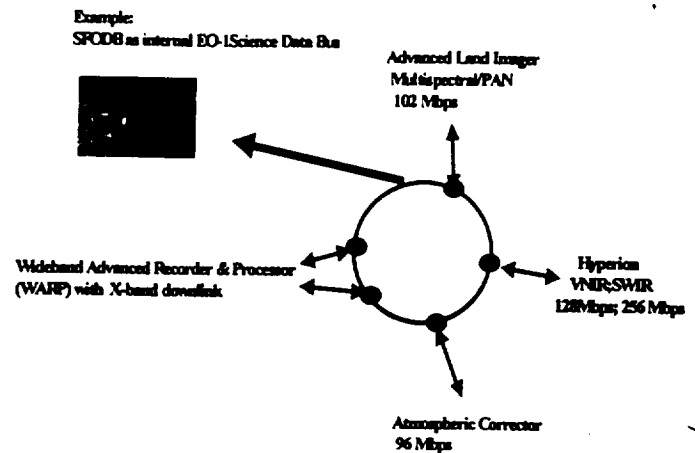 Example:
SFODB as internal EO-1Science Data Bus
Advanced Land Imager
Multispectral/PAN
102 Mbps
Wideband Advanced Recorder & Processor
(WARP) with X-band downlink
Hyperion
VNIR;SWIR
128Mbps; 256 Mbps
Atmospheric Corrector
96 Mbps